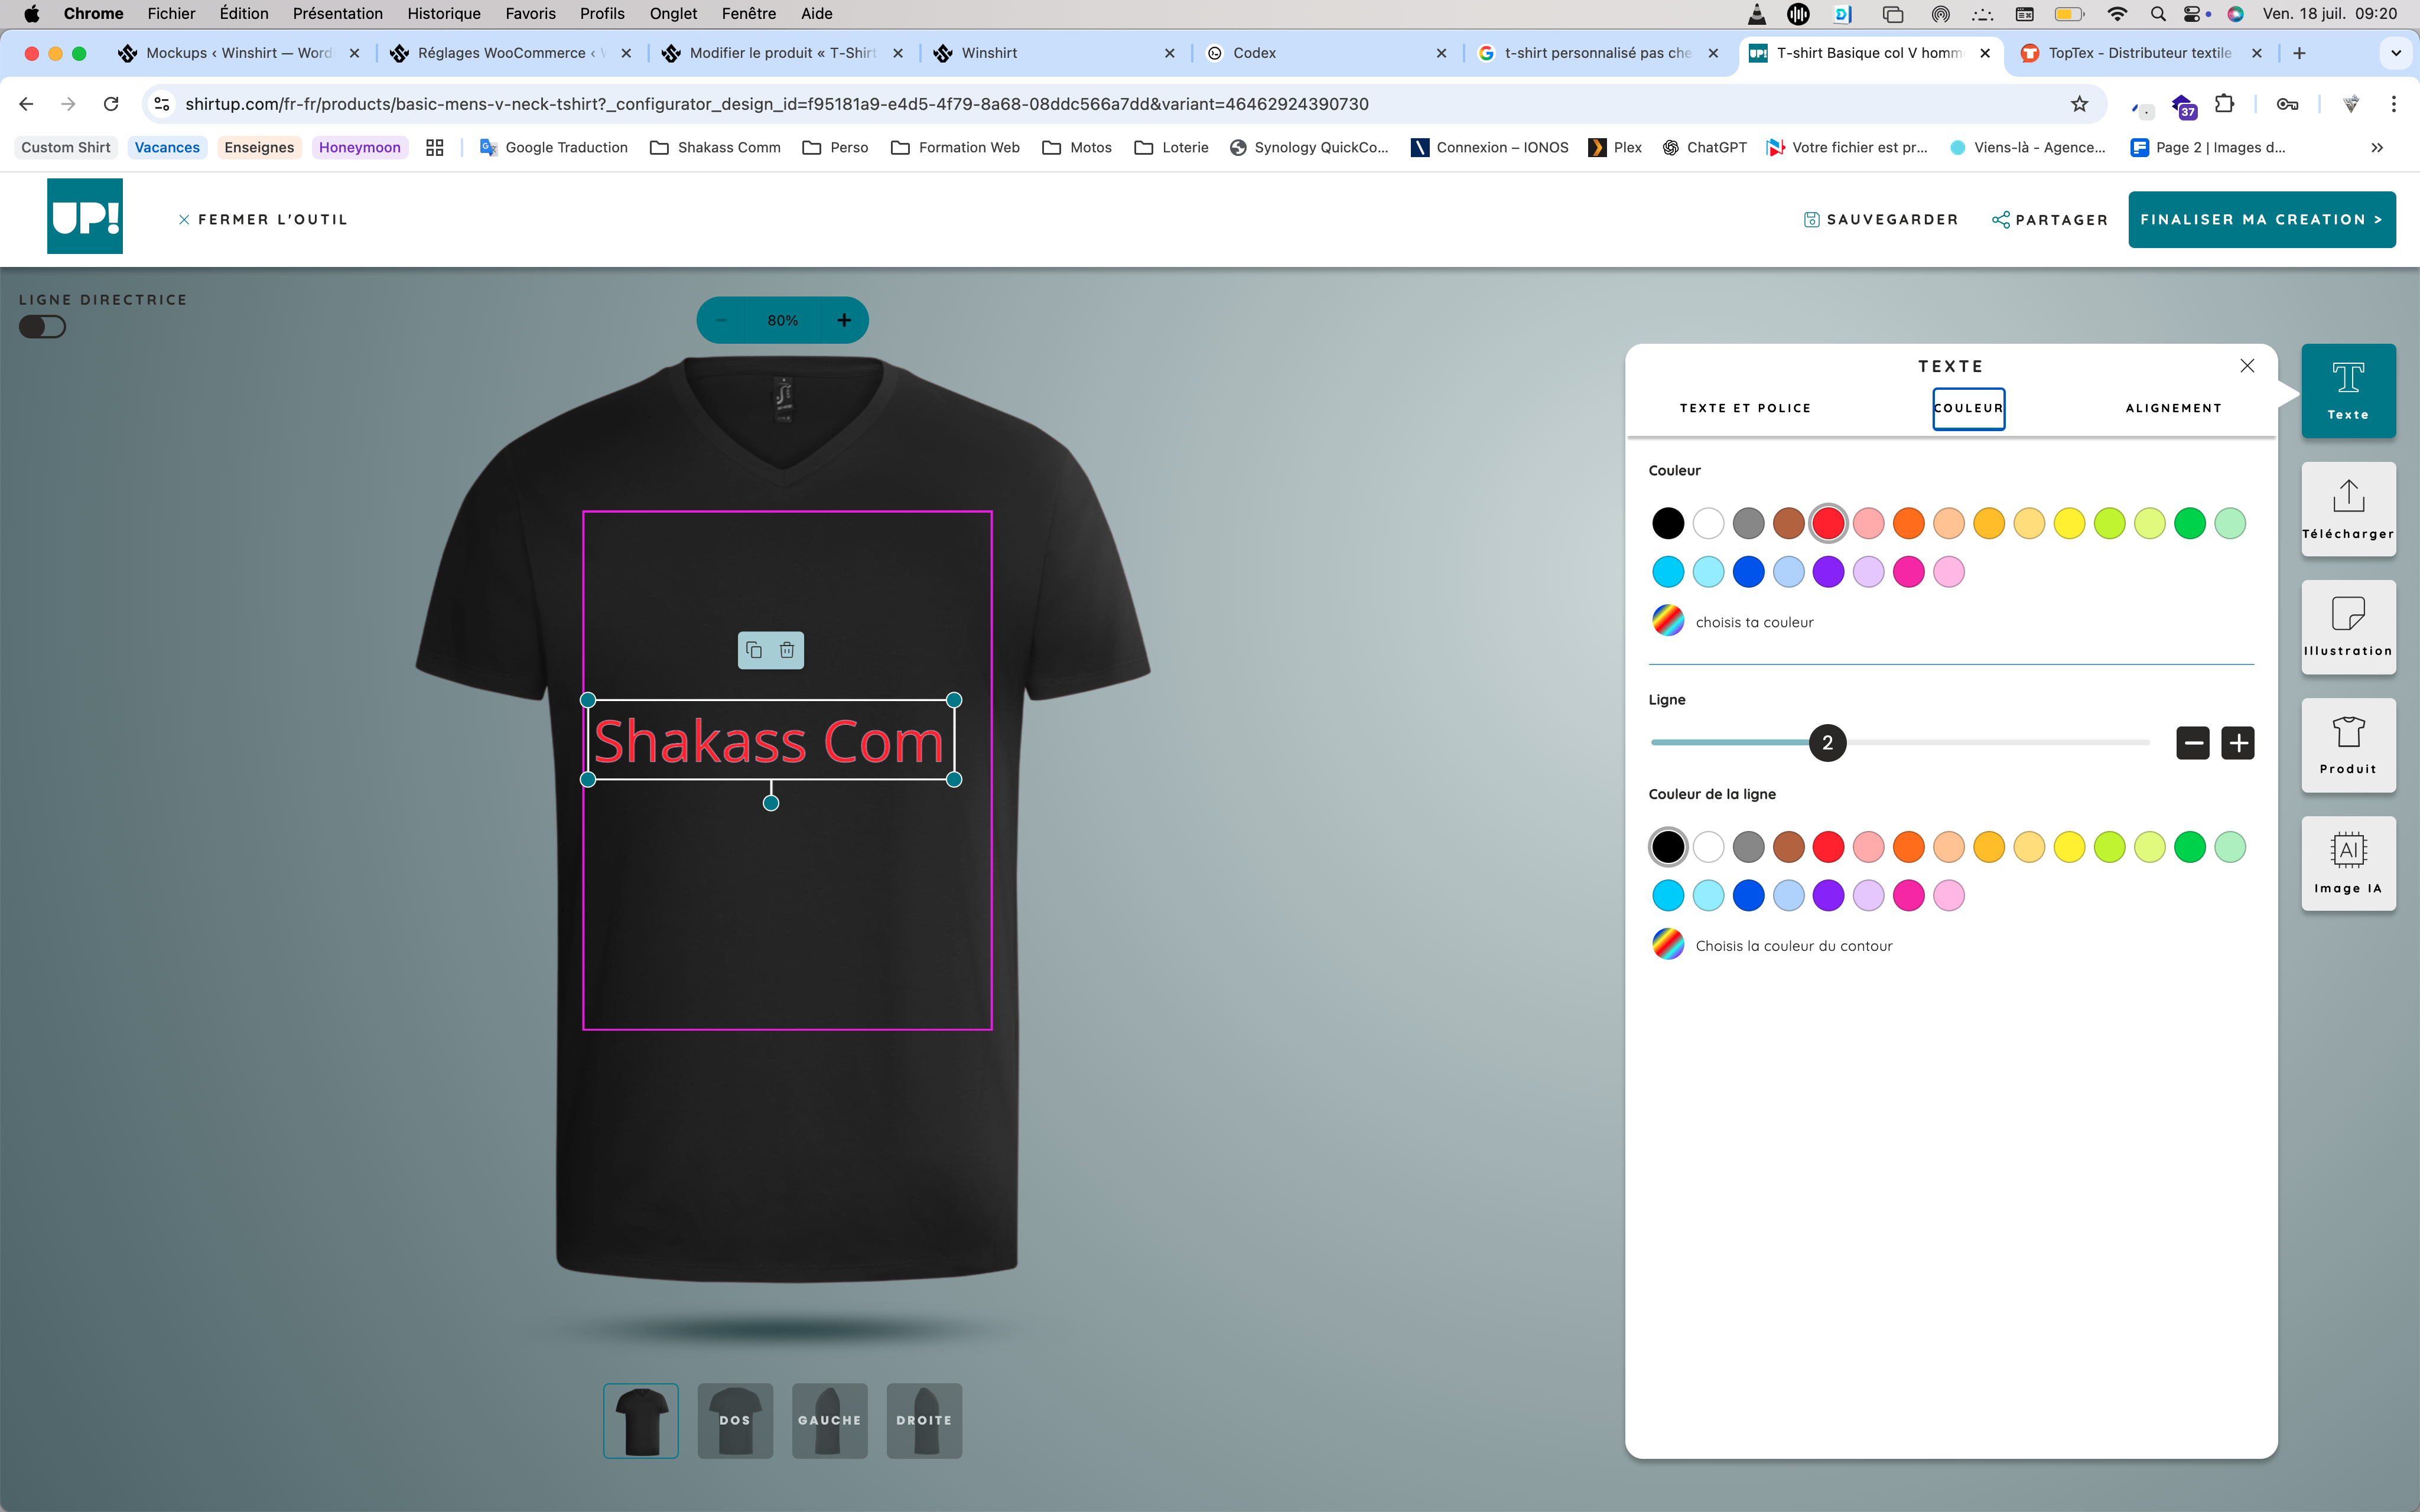 Chrome Fichier Édition Présentation Historique Favoris Profils Onglet Fenêtre Aide Ven. 18 juil. 09:20
Mockups ‹ Winshirt — Word Réglages WooCommerce ‹ W Modifier le produit « T-Shirt Winshirt Codex t-shirt personnalisé pas che T-shirt Basique col V homm TopTex - Distributeur textile
shirtup.com/fr-fr/products/basic-mens-v-neck-tshirt?_configurator_design_id=f95181a9-e4d5-4f79-8a68-08ddc566a7dd&variant=46462924390730 37
Custom Shirt Vacances Enseignes Honeymoon Google Traduction Shakass Comm Perso Formation Web Motos Loterie Synology QuickCo... Connexion – IONOS Plex ChatGPT Votre fichier est pr... Viens-là - Agence... Page 2 | Images d... »
UP! FERMER L'OUTIL SAUVEGARDER PARTAGER FINALISER MA CREATION >
LIGNE DIRECTRICE
− 80% +
TEXTE
TEXTE ET POLICE COULEUR ALIGNEMENT
Texte
Couleur
Télécharger
choisis ta couleur
Illustration
Ligne
Shakass Com
2
Produit
Couleur de la ligne
AI
Image IA
Choisis la couleur du contour
DOS GAUCHE DROITE